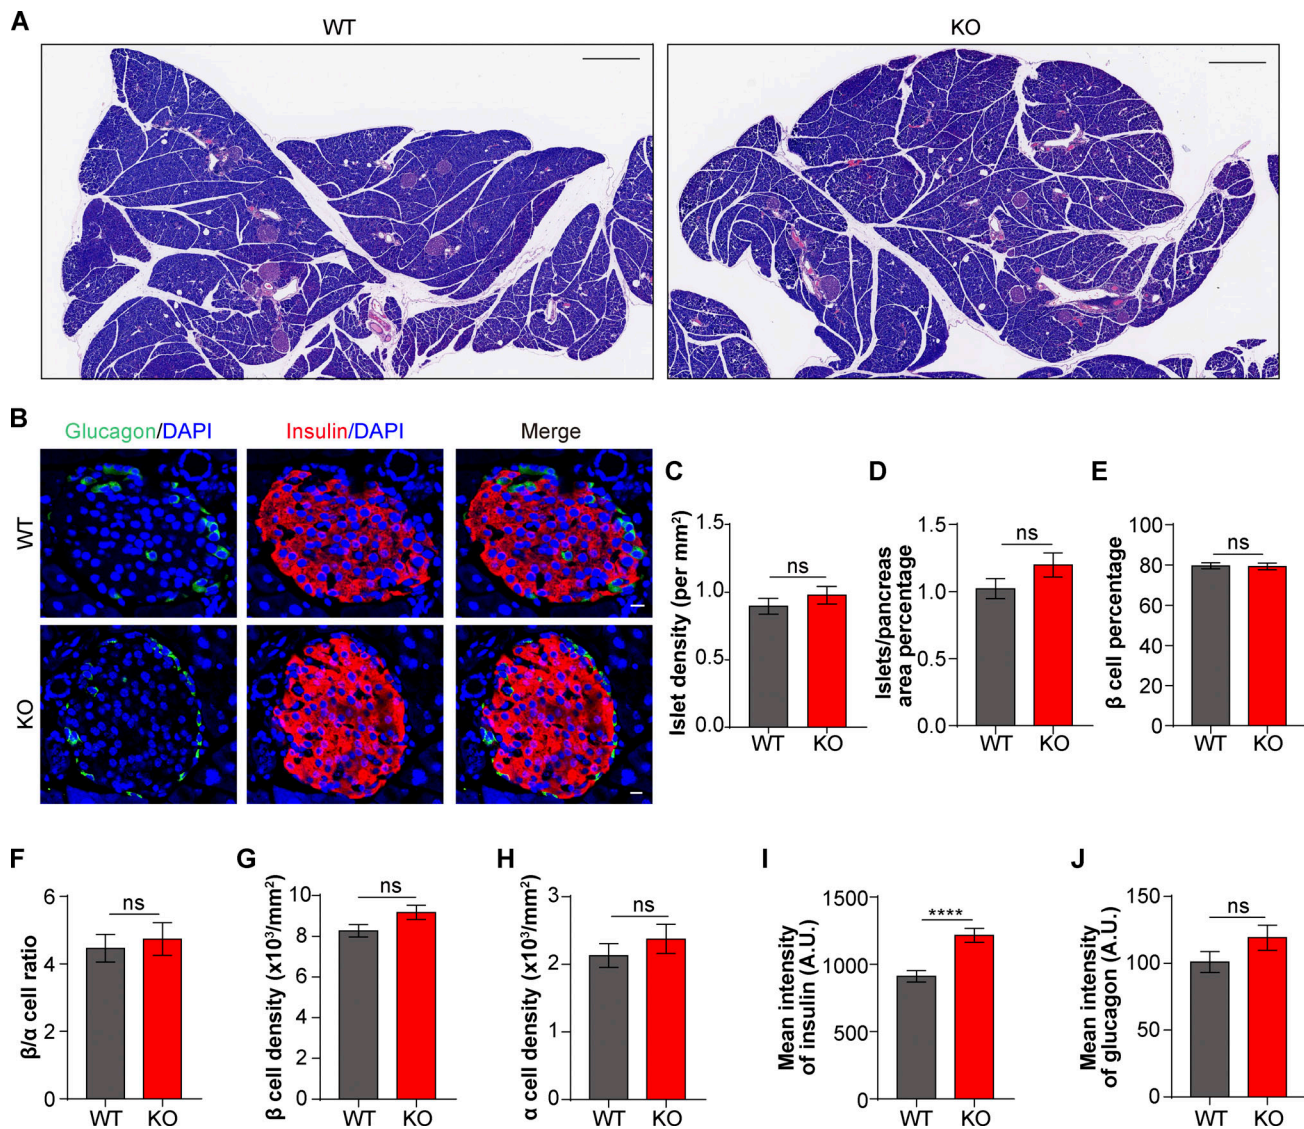 A
WT
KO
B
Glucagon/DAPI
Insulin/DAPI
Merge
WT
KO
C
Islet density (per mm²)
1.5
1.0
0.5
0.0
ns
WT KO
D
Islets/pancreas
area percentage
1.5
1.0
0.5
0.0
ns
WT KO
E
β cell percentage
100
80
60
40
20
0
ns
WT KO
F
β/α cell ratio
6
4
2
0
ns
WT KO
G
β cell density (x10³/mm²)
10
8
6
4
2
0
ns
WT KO
H
α cell density (x10³/mm²)
3
2
1
0
ns
WT KO
I
Mean intensity
of insulin (A.U.)
1500
1000
500
0
****
WT KO
J
Mean intensity
of glucagon (A.U.)
150
100
50
0
ns
WT KO